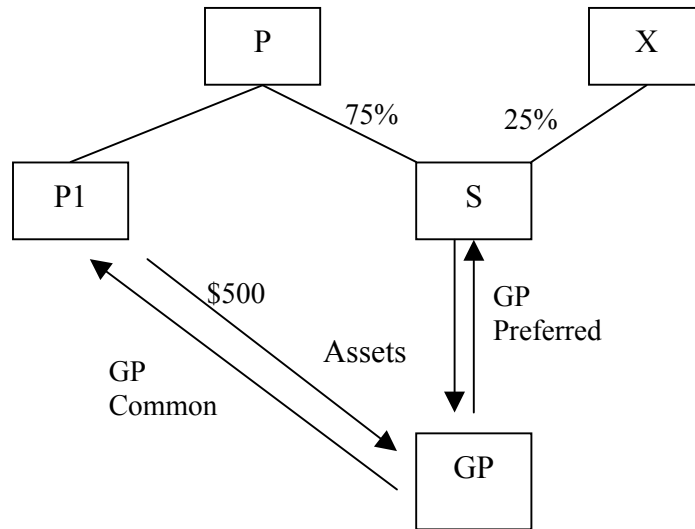 P
X
75%
25%
P1
S
$500
GP
Preferred
Assets
GP
Common
GP